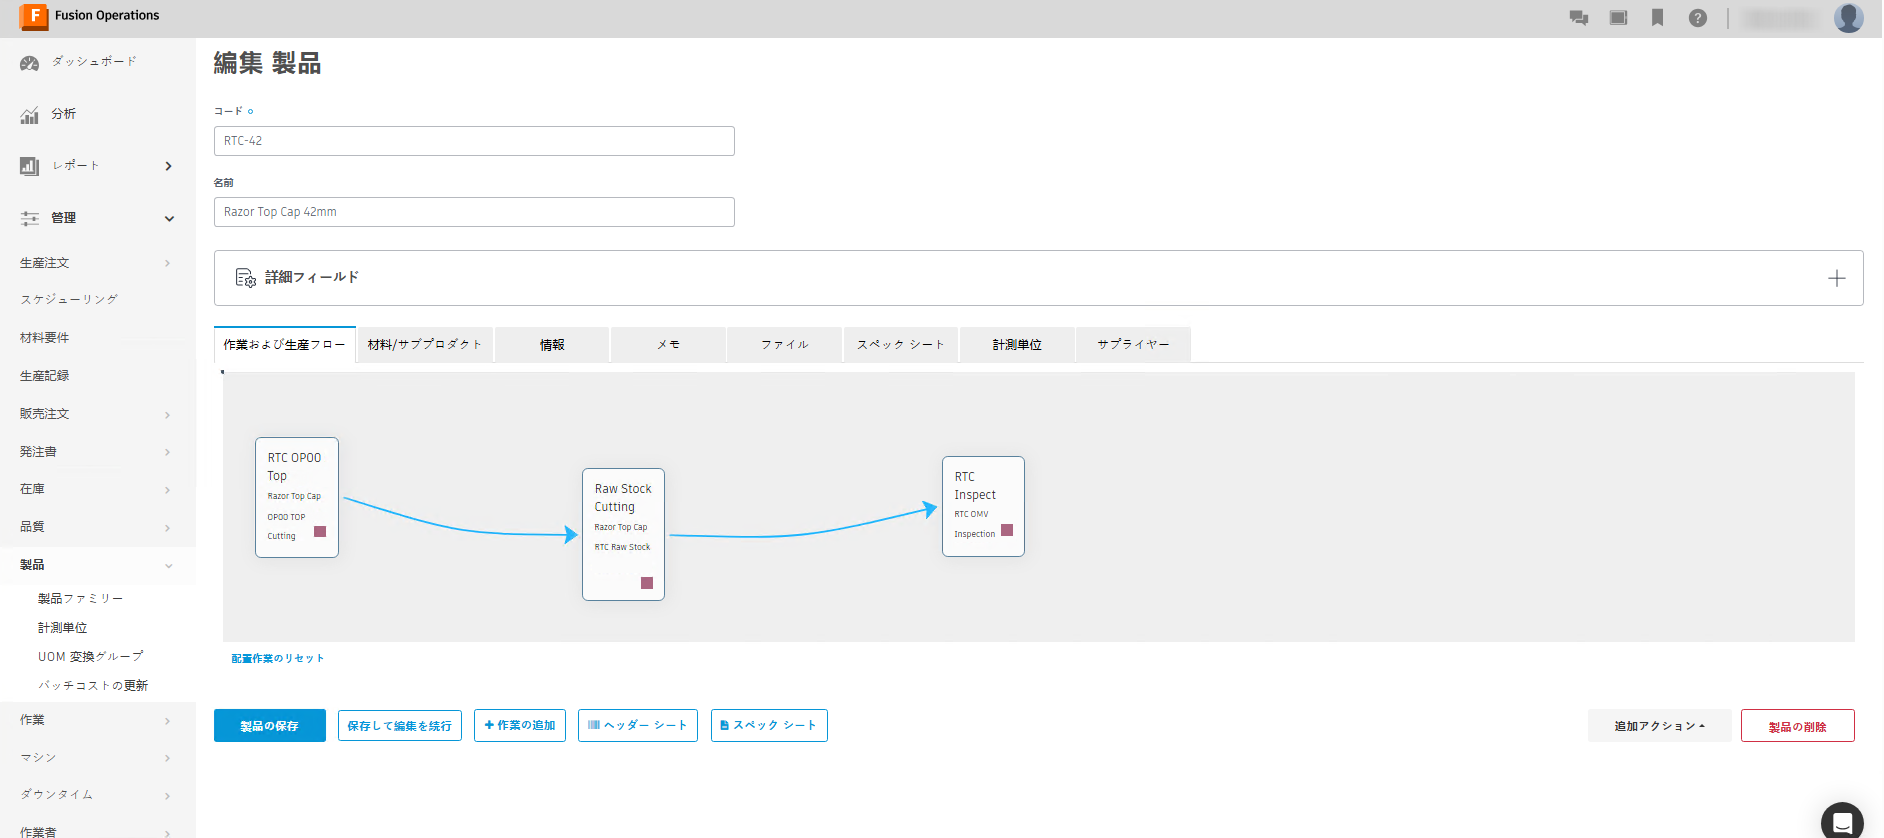 F Fusion Operations
ダッシュボード
分析
レポート
管理
生産注文
スケジューリング
材料要件
生産記録
販売注文
発注書
在庫
品質
製品
製品ファミリー
計測単位
UOM 変換グループ
バッチコストの更新
作業
マシン
ダウンタイム
作業者
編集 製品
コード
RTC-42
名前
Razor Top Cap 42mm
詳細フィールド
作業および生産フロー 材料/サブプロダクト 情報 メモ ファイル スペック シート 計測単位 サプライヤー
RTC OP00
Top
Razor Top Cap
OP00 TOP
Cutting
Raw Stock
Cutting
Razor Top Cap
RTC Raw Stock
RTC
Inspect
RTC OMV
Inspection
配置作業のリセット
製品の保存 保存して編集を続行 +作業の追加 ヘッダー シート スペック シート 追加アクション 製品の削除